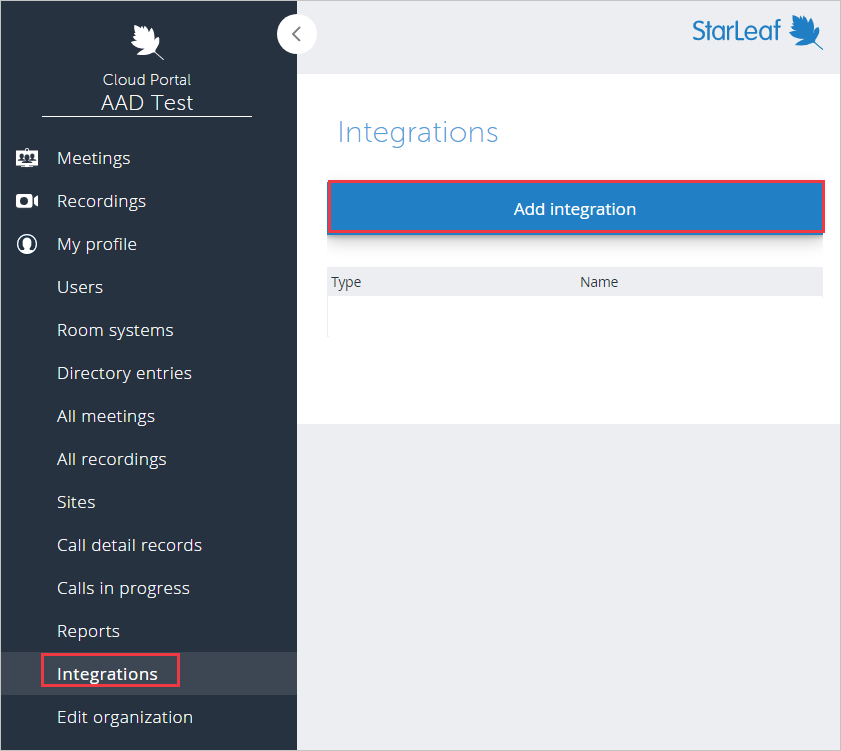 Cloud Portal
AAD Test
Meetings
Recordings
My profile
Users
Room systems
Directory entries
All meetings
All recordings
Sites
Call detail records
Calls in progress
Reports
Integrations
Edit organization
StarLeaf
Integrations
Add integration
Type Name